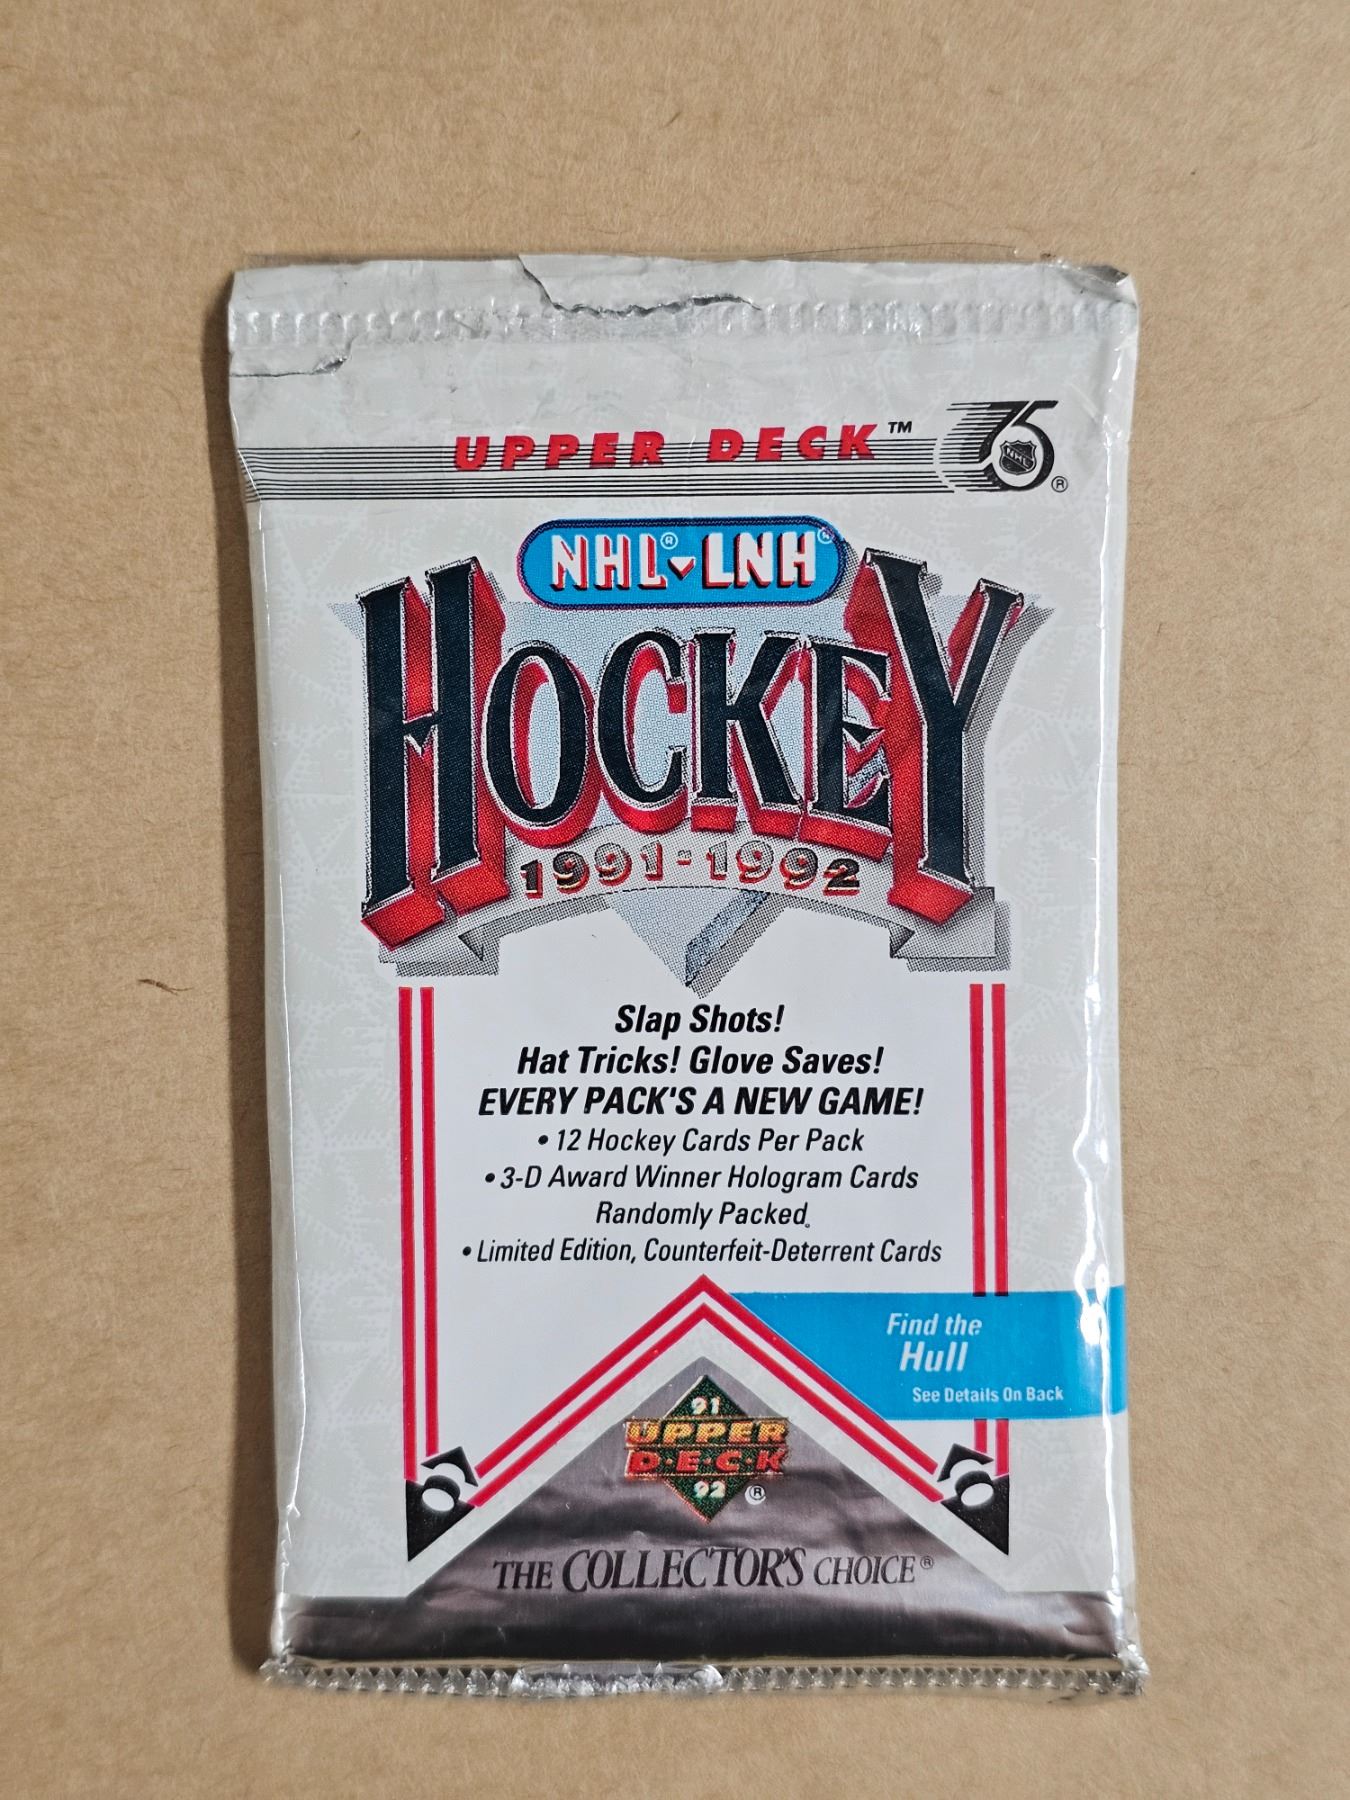 UPPER DECK™ 75 NHL ®
NHL® LNH®
HOCKEY
1991-1992
Slap Shots!
Hat Tricks! Glove Saves!
EVERY PACK'S A NEW GAME!
• 12 Hockey Cards Per Pack
• 3-D Award Winner Hologram Cards
Randomly Packed.
• Limited Edition, Counterfeit-Deterrent Cards
Find the
Hull
See Details On Back
91
UPPER
D·E·C·K
92 ®
THE COLLECTOR'S CHOICE®